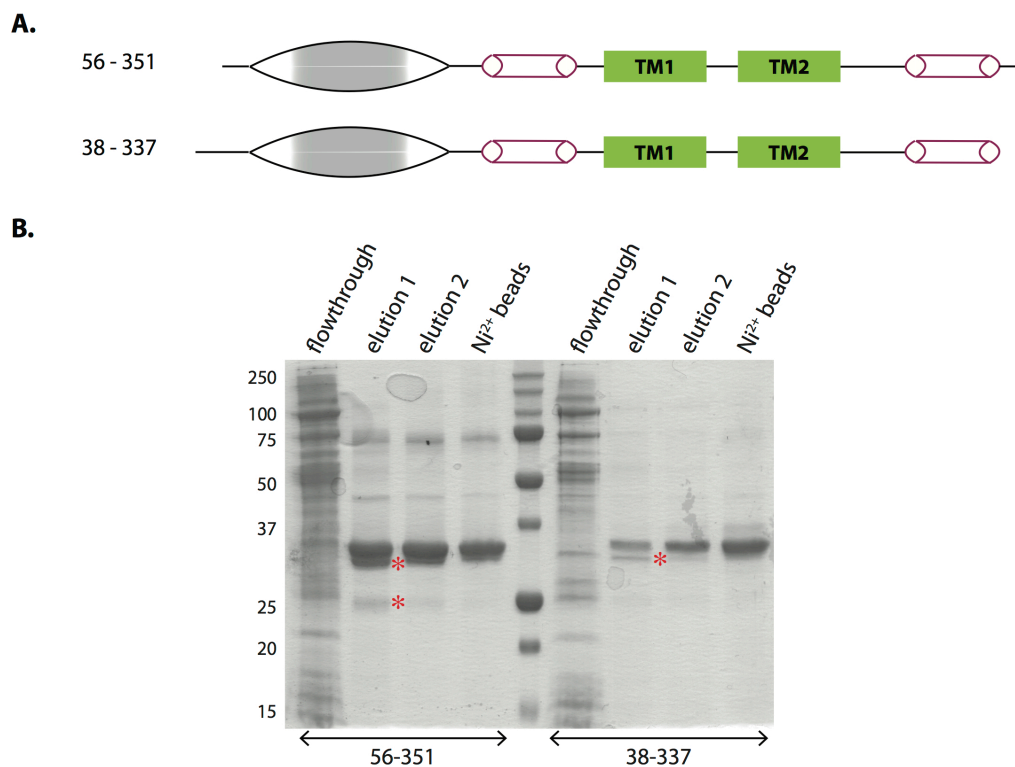 A.
56 - 351
TM1 TM2
38 - 337
TM1 TM2
B.
flowthrough elution 1 elution 2 Ni²⁺ beads flowthrough elution 1 elution 2 Ni²⁺ beads
250
100
75
50
37
*
*
*
25
20
15
56-351 38-337